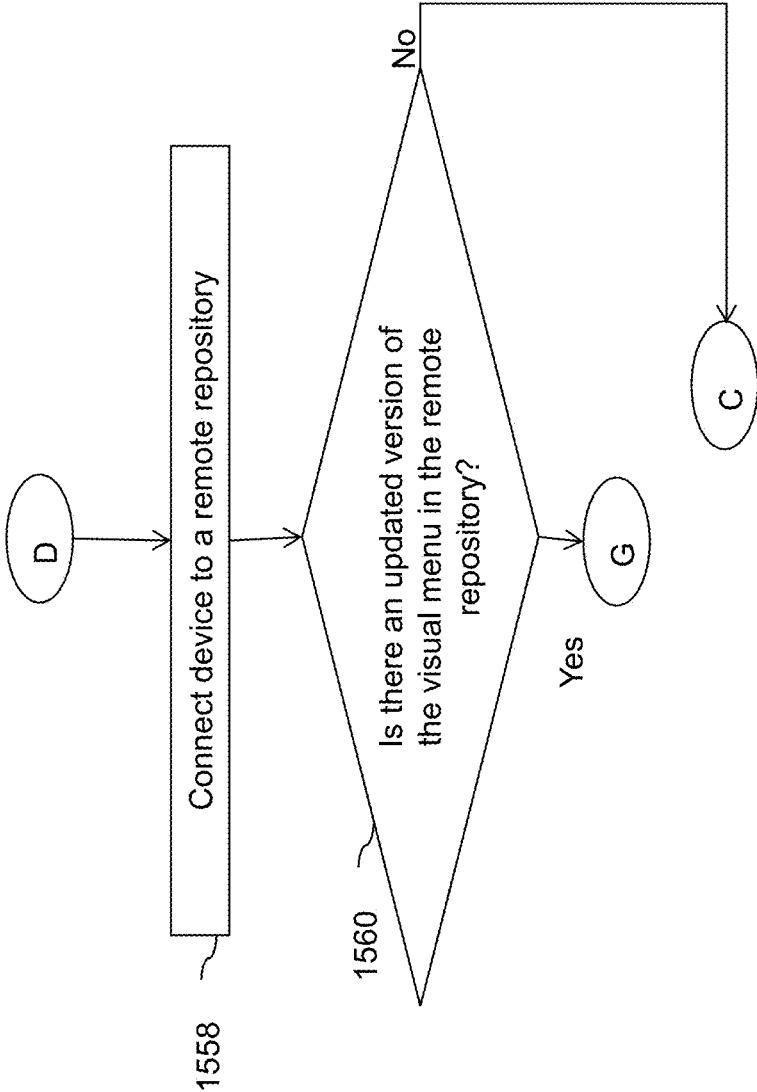 D
Connect device to a remote repository
1558
Is there an updated version of
the visual menu in the remote
repository?
1560
No
Yes
G
C